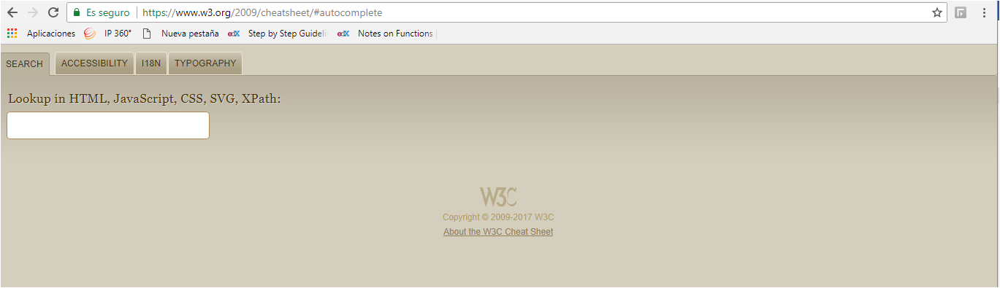 Es seguro | https://www.w3.org/2009/cheatsheet/#autocomplete
Aplicaciones IP 360° Nueva pestaña edX Step by Step Guideli edX Notes on Functions
SEARCH ACCESSIBILITY I18N TYPOGRAPHY
Lookup in HTML, JavaScript, CSS, SVG, XPath:
W3C
Copyright © 2009-2017 W3C
About the W3C Cheat Sheet